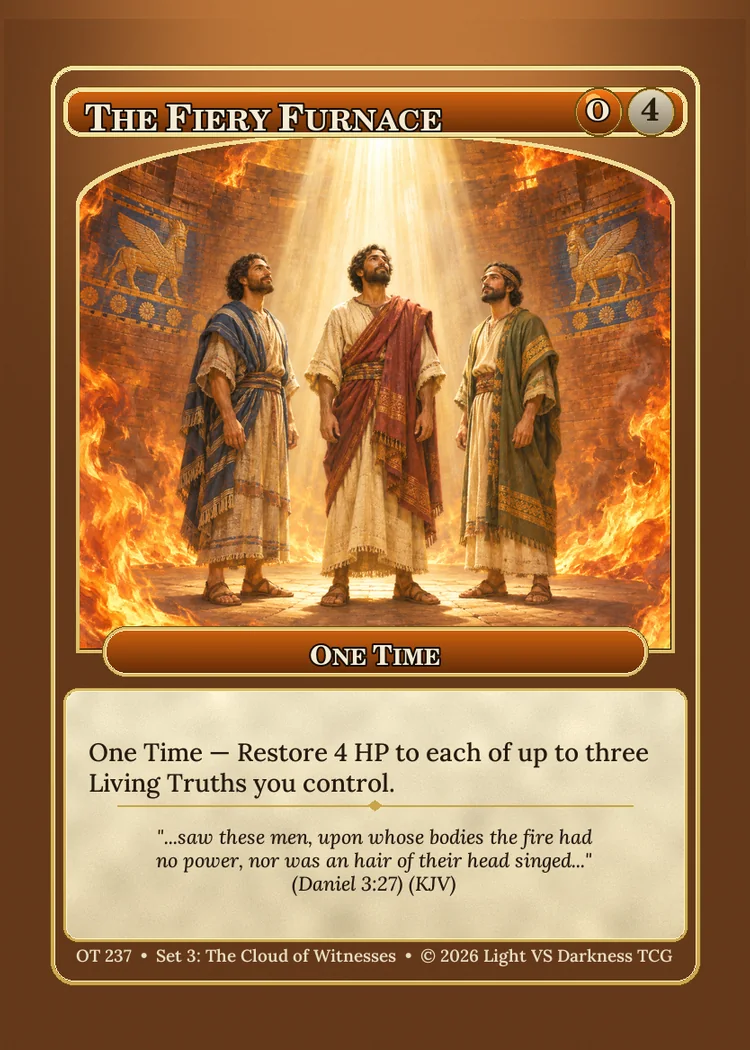 The Fiery Furnace O 4
One Time
One Time — Restore 4 HP to each of up to three
Living Truths you control.
"...saw these men, upon whose bodies the fire had
no power, nor was an hair of their head singed..."
(Daniel 3:27) (KJV)
OT 237 • Set 3: The Cloud of Witnesses • © 2026 Light VS Darkness TCG